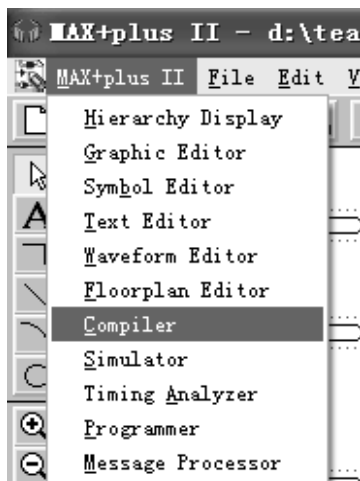 MAX+plus II - d:\tea
MAX+plus II File Edit V
Hierarchy Display
Graphic Editor
Symbol Editor
A Text Editor
Waveform Editor
Floorplan Editor
Compiler
Simulator
Timing Analyzer
Programmer
Message Processor